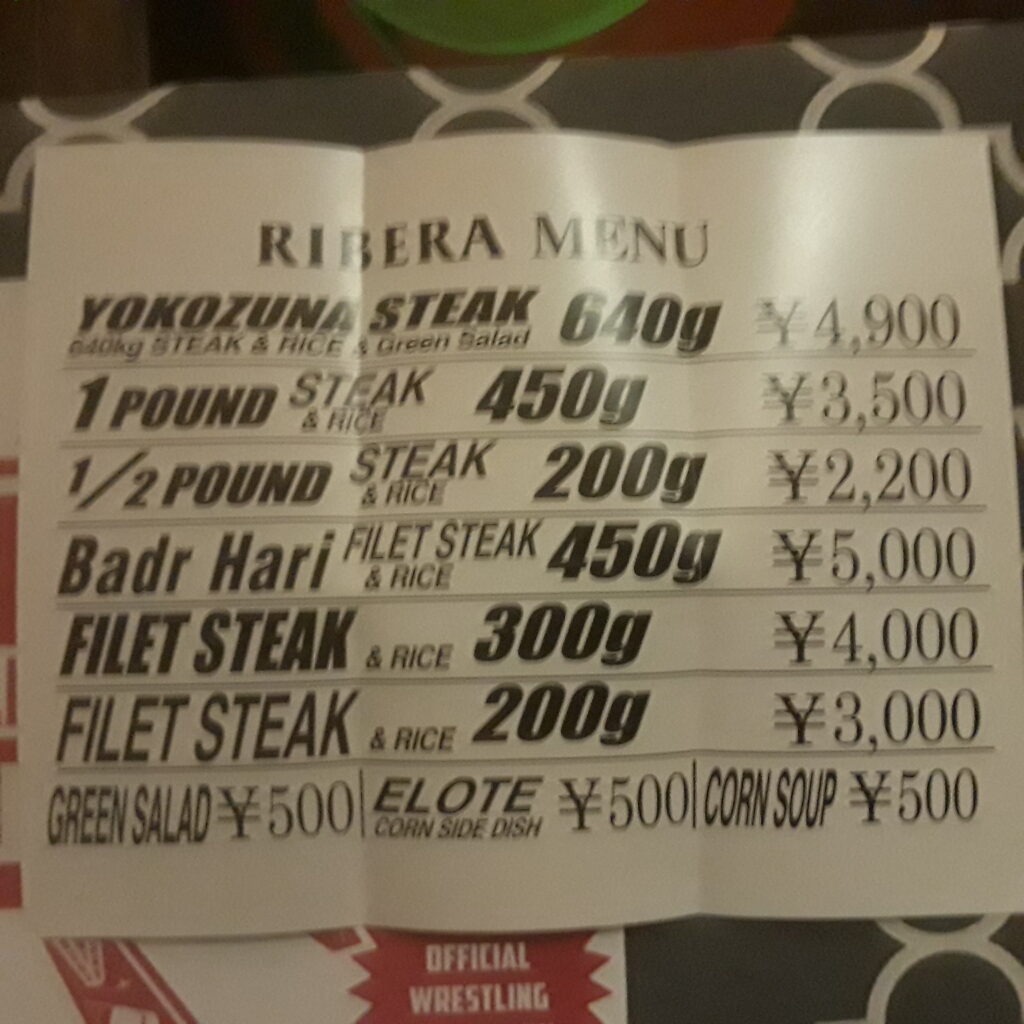 RIBERA MENU
YOKOZUNA STEAK 640g ¥4,900
640kg STEAK & RICE & Green Salad
1 POUND STEAK & RICE 450g ¥3,500
1/2 POUND STEAK & RICE 200g ¥2,200
Badr Hari FILET STEAK & RICE 450g ¥5,000
FILET STEAK & RICE 300g ¥4,000
FILET STEAK & RICE 200g ¥3,000
GREEN SALAD ¥500 | ELOTE CORN SIDE DISH ¥500 | CORN SOUP ¥500
OFFICIAL
WRESTLING